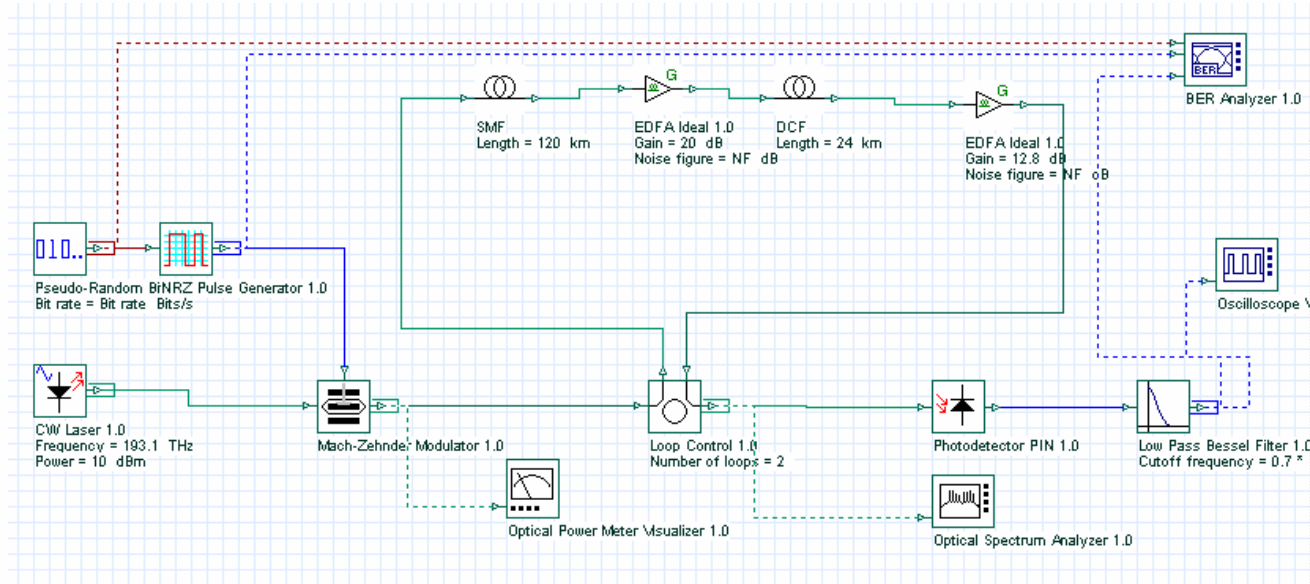 BER
BER Analyzer 1.0
G
G
SMF
Length = 120 km
EDFA Ideal 1.0
Gain = 20 dB
Noise figure = NF dB
DCF
Length = 24 km
EDFA Ideal 1.0
Gain = 12.8 dB
Noise figure = NF dB
010..
Pseudo-Random BiNRZ Pulse Generator 1.0
Bit rate = Bit rate Bits/s
Oscilloscope V
CW Laser 1.0
Frequency = 193.1 THz
Power = 10 dBm
Mach-Zehnder Modulator 1.0
Loop Control 1.0
Number of loops = 2
Photodetector PIN 1.0
Low Pass Bessel Filter 1.0
Cutoff frequency = 0.7 *
Optical Power Meter Visualizer 1.0
Optical Spectrum Analyzer 1.0